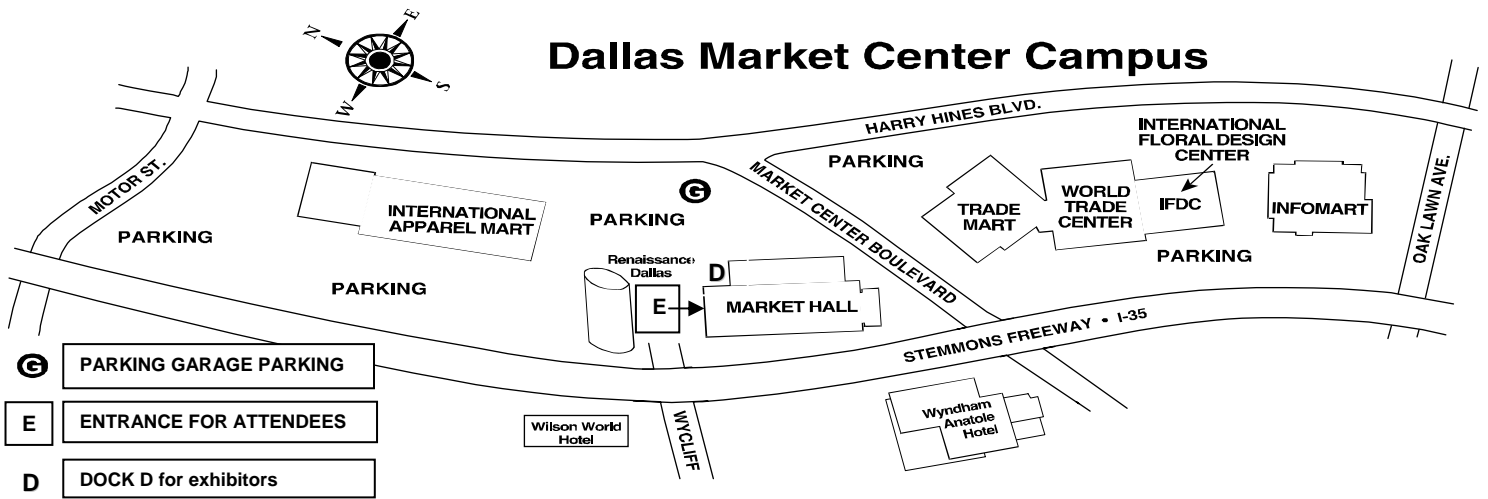 N
E
W
S
Dallas Market Center Campus
HARRY HINES BLVD.
MOTOR ST.
PARKING
PARKING
INTERNATIONAL
APPAREL MART
PARKING
G
PARKING
MARKET CENTER BOULEVARD
INTERNATIONAL
FLORAL DESIGN
CENTER
TRADE
MART
WORLD
TRADE
CENTER
IFDC
INFOMART
PARKING
OAK LAWN AVE.
Renaissance
Dallas
E
D
MARKET HALL
STEMMONS FREEWAY • I-35
WYCLIFF
Wilson World
Hotel
Wyndham
Anatole
Hotel
G PARKING GARAGE PARKING
E ENTRANCE FOR ATTENDEES
D DOCK D for exhibitors